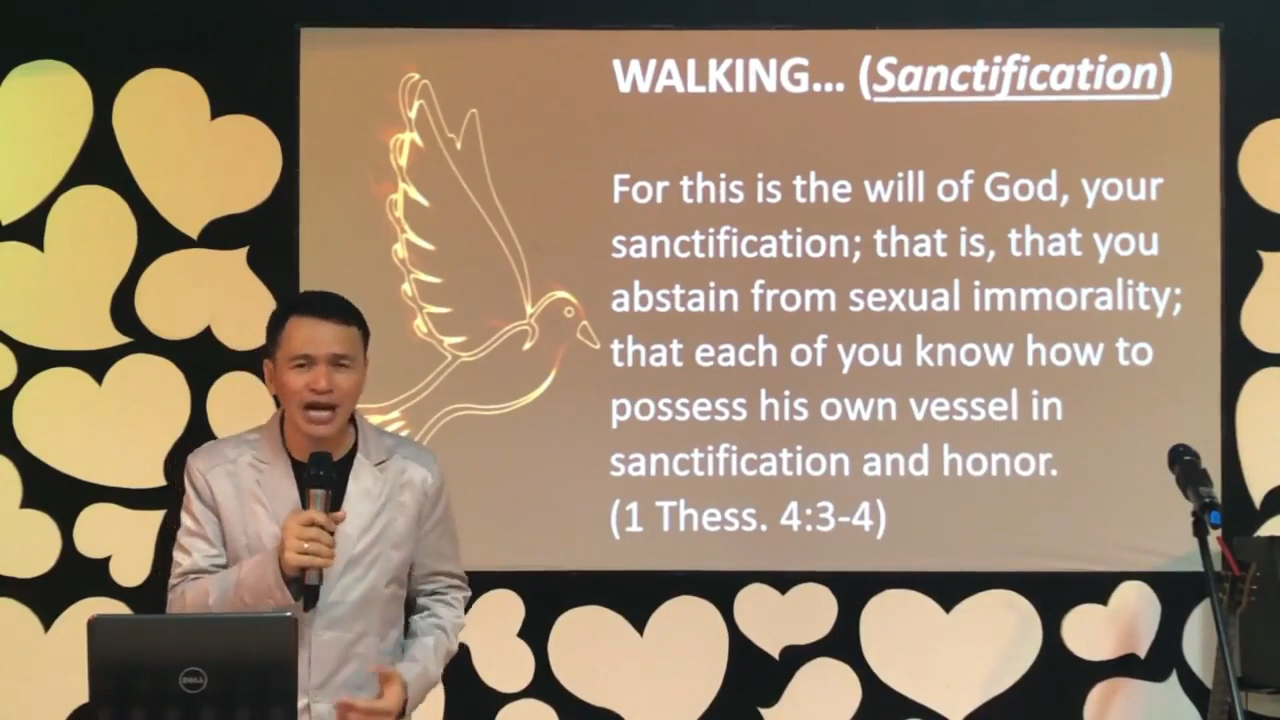 WALKING... (Sanctification)
For this is the will of God, your
sanctification; that is, that you
abstain from sexual immorality;
that each of you know how to
possess his own vessel in
sanctification and honor.
(1 Thess. 4:3-4)
DELL